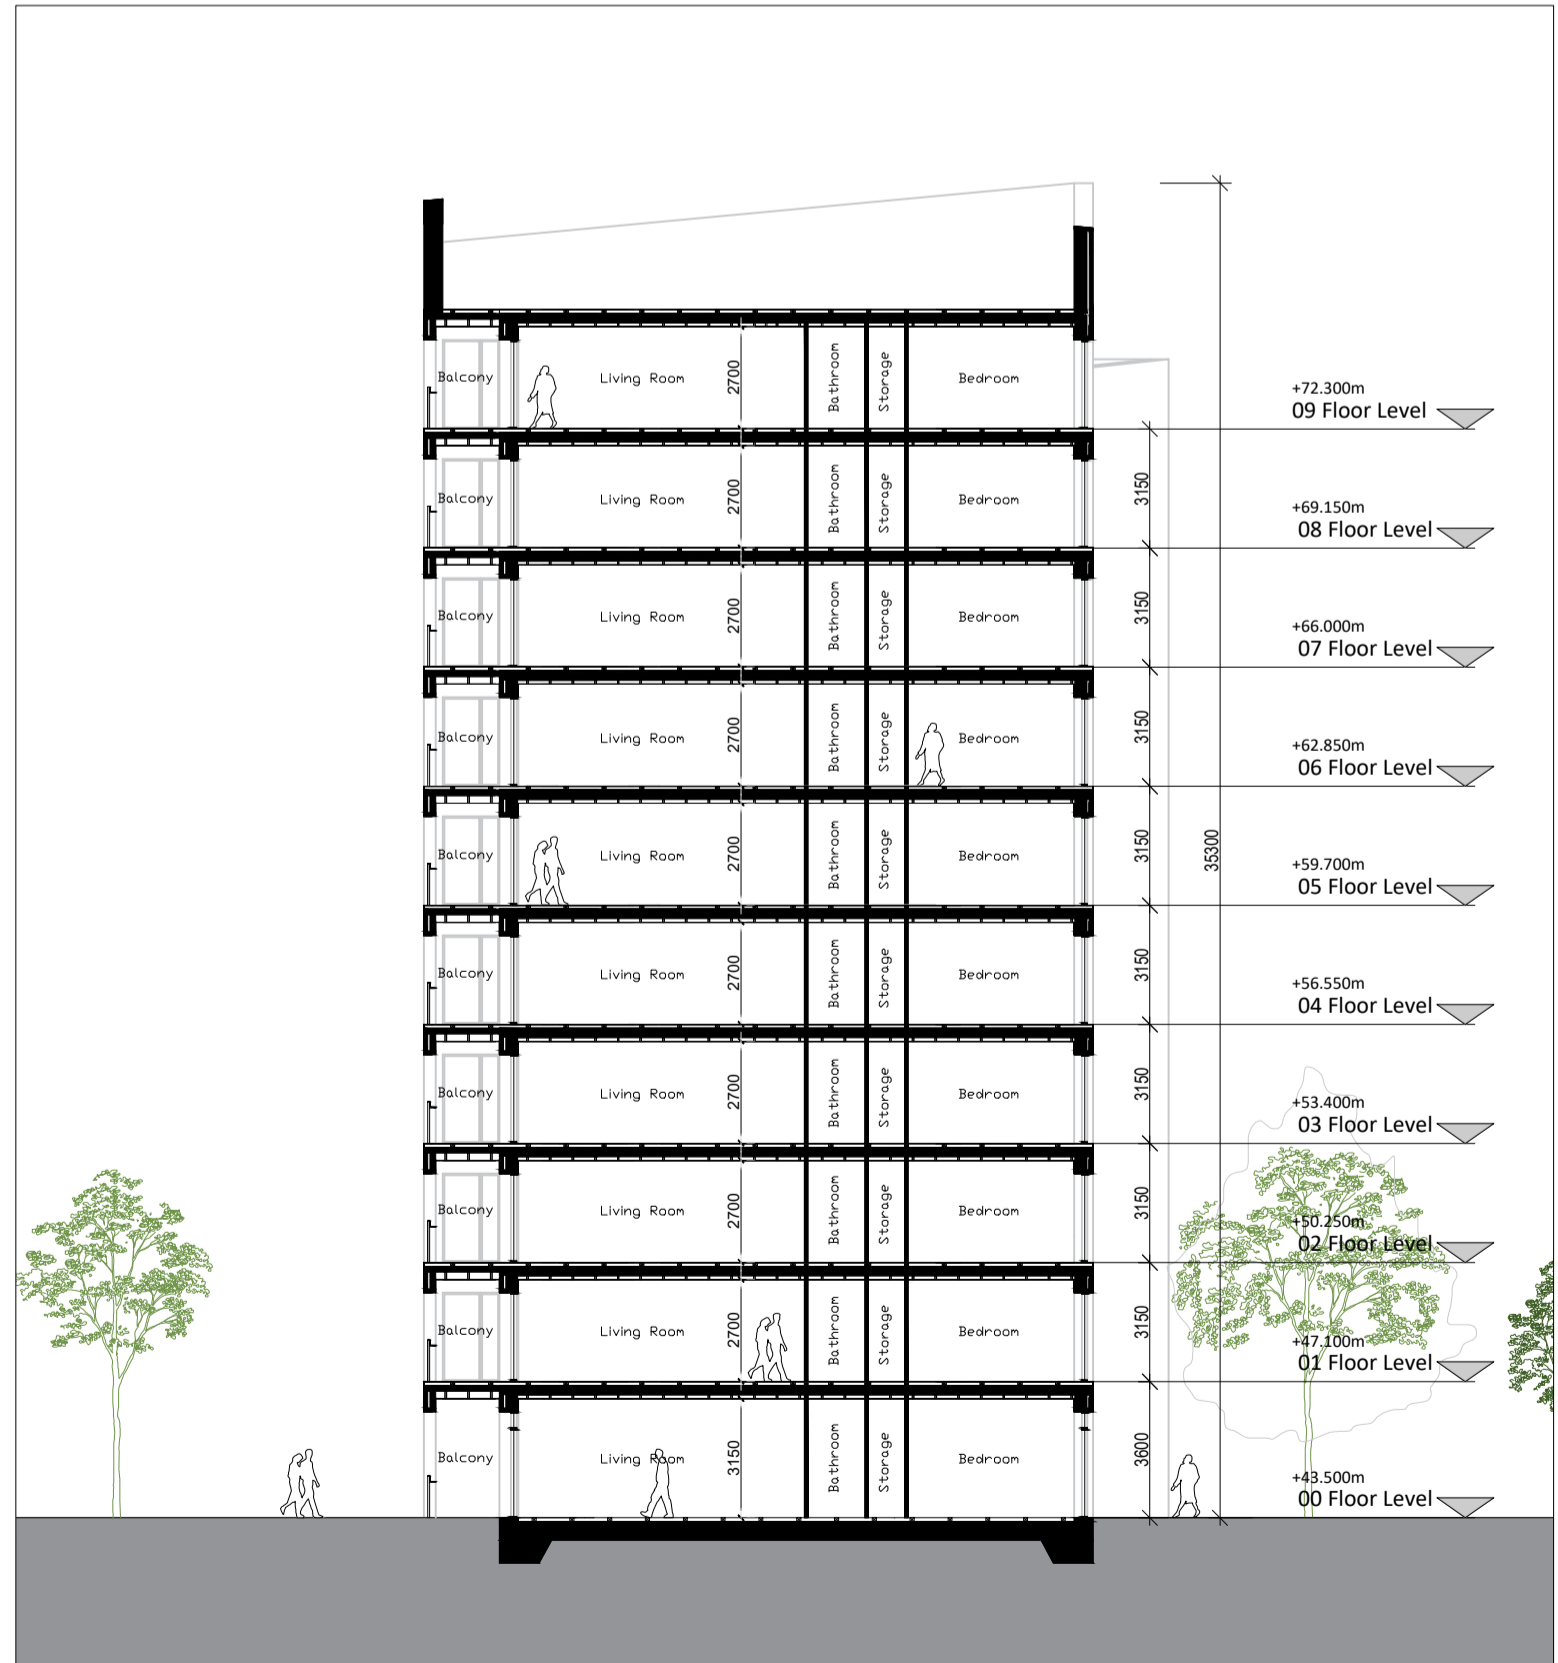 +72.300m
09 Floor Level
Balcony Living Room 2700 Bathroom Storage Bedroom
3150
+69.150m
08 Floor Level
Balcony Living Room 2700 Bathroom Storage Bedroom
3150
+66.000m
07 Floor Level
Balcony Living Room 2700 Bathroom Storage Bedroom
3150
+62.850m
06 Floor Level
Balcony Living Room 2700 Bathroom Storage Bedroom
3150
35300
+59.700m
05 Floor Level
Balcony Living Room 2700 Bathroom Storage Bedroom
3150
+56.550m
04 Floor Level
Balcony Living Room 2700 Bathroom Storage Bedroom
3150
+53.400m
03 Floor Level
Balcony Living Room 2700 Bathroom Storage Bedroom
3150
+50.250m
02 Floor Level
Balcony Living Room 2700 Bathroom Storage Bedroom
3150
+47.100m
01 Floor Level
Balcony Living Room 2700 Bathroom Storage Bedroom
3600
+43.500m
00 Floor Level
Balcony Living Room 3150 Bathroom Storage Bedroom